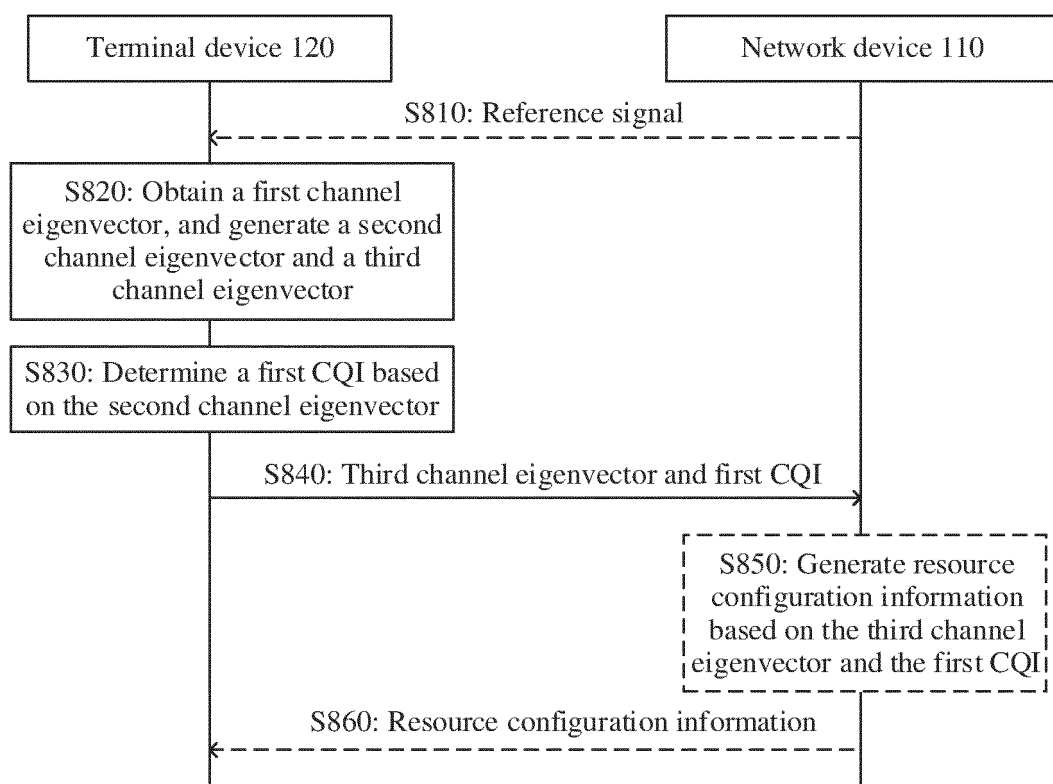 Terminal device 120
Network device 110
S810: Reference signal
S820: Obtain a first channel
eigenvector, and generate a second
channel eigenvector and a third
channel eigenvector
S830: Determine a first CQI based
on the second channel eigenvector
S840: Third channel eigenvector and first CQI
S850: Generate resource
configuration information
based on the third channel
eigenvector and the first CQI
S860: Resource configuration information